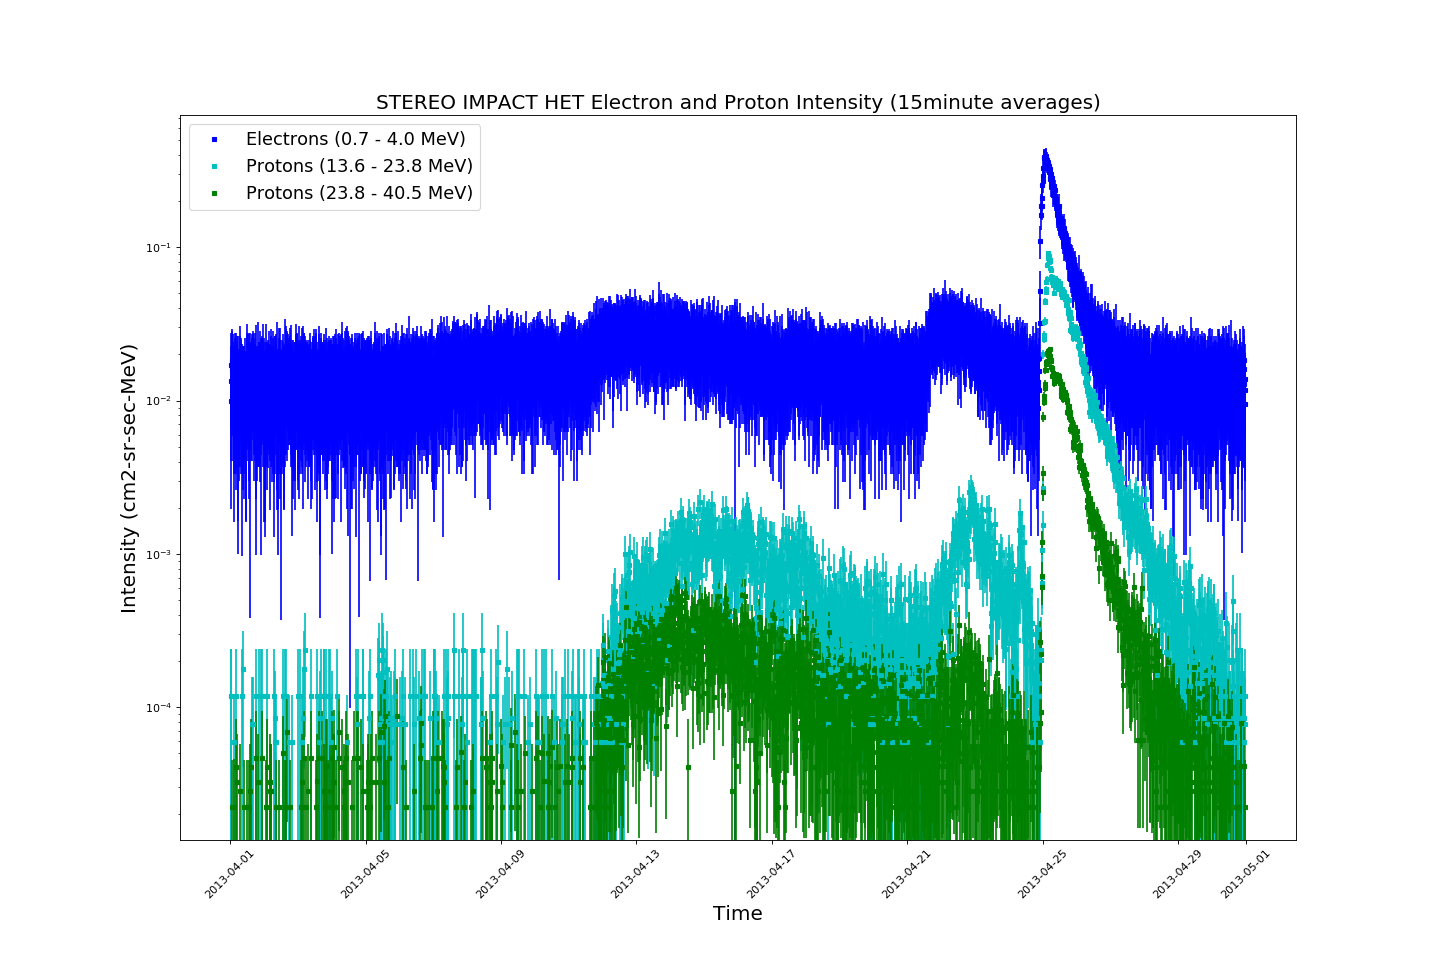 STEREO IMPACT HET Electron and Proton Intensity (15minute averages)
Electrons (0.7 - 4.0 MeV)
Protons (13.6 - 23.8 MeV)
Protons (23.8 - 40.5 MeV)
Intensity (cm2-sr-sec-MeV)
10⁻¹
10⁻²
10⁻³
10⁻⁴
2013-04-01
2013-04-05
2013-04-09
2013-04-13
2013-04-17
2013-04-21
2013-04-25
2013-04-29
2013-05-01
Time